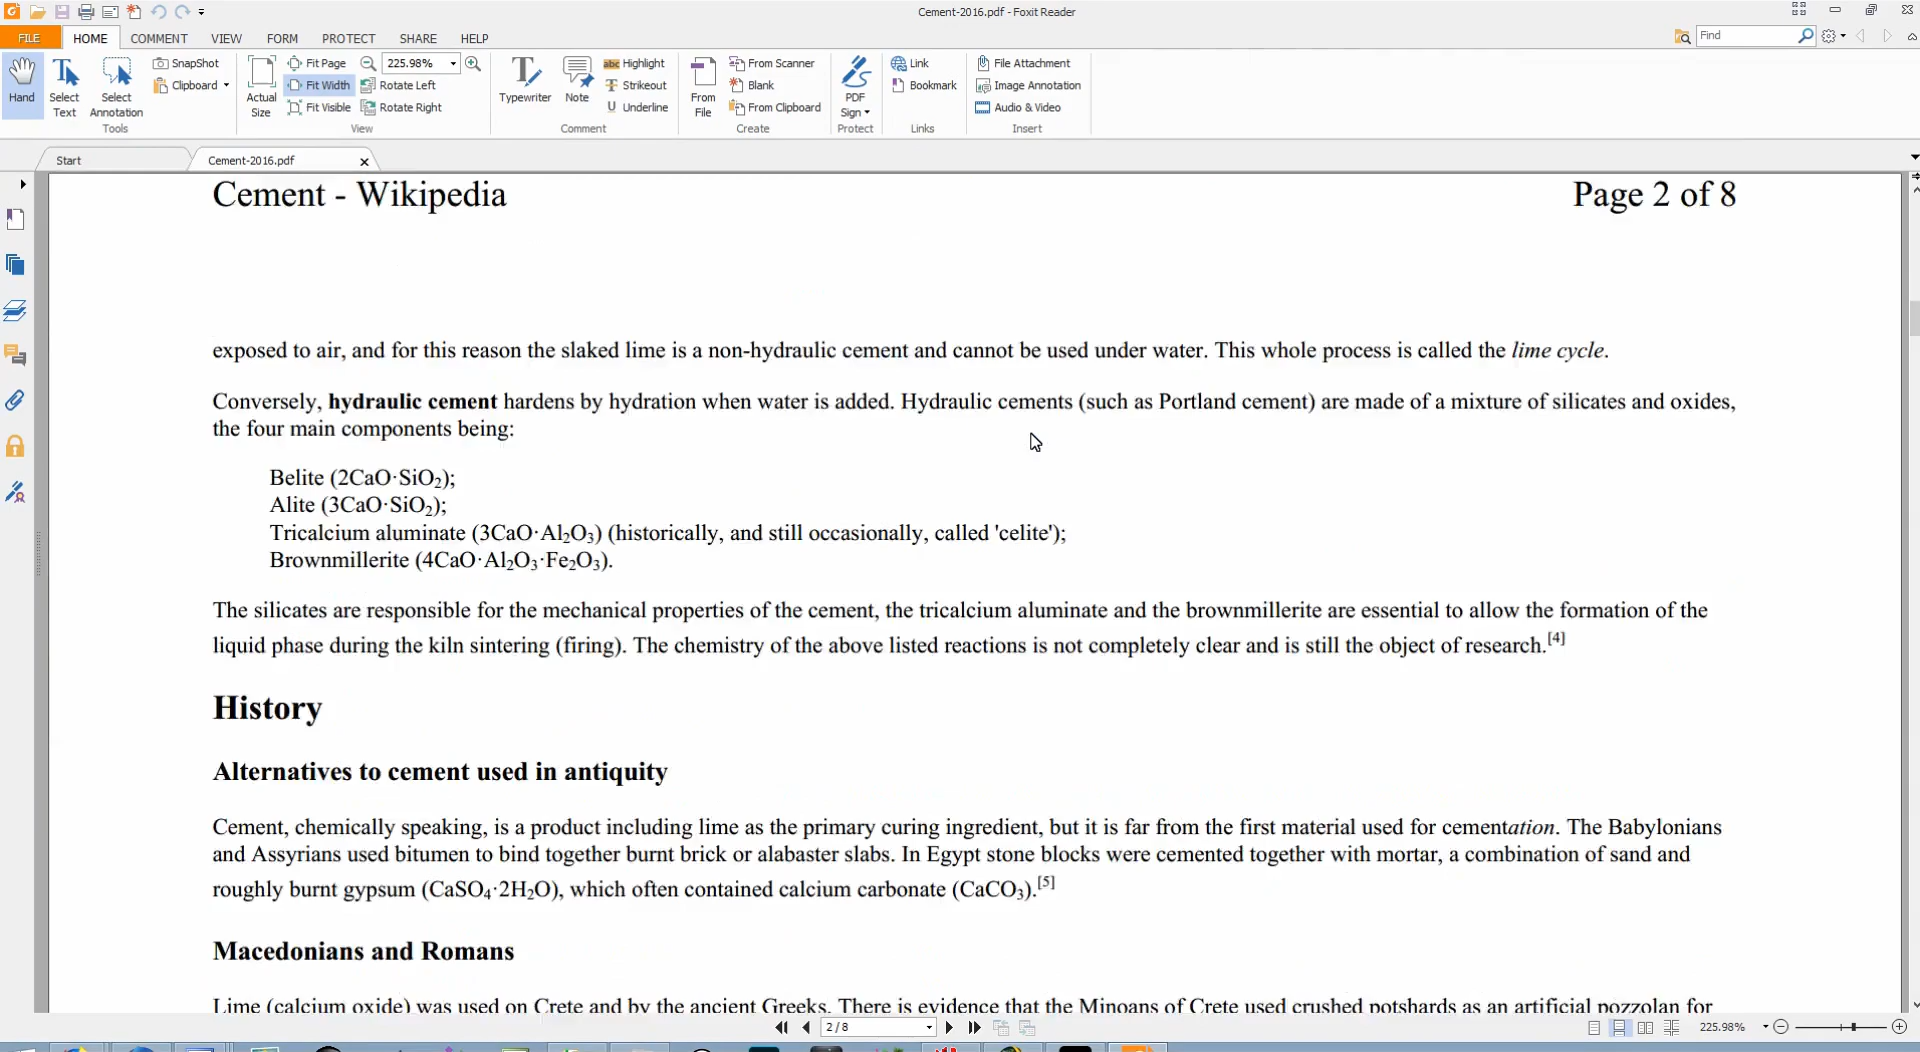 Cement-2016.pdf - Foxit Reader
FILE HOME COMMENT VIEW FORM PROTECT SHARE HELP
Find
Hand
Select Text
Select Annotation
SnapShot
Clipboard
Tools
Actual Size
Fit Page
Fit Width
Fit Visible
225.98%
Rotate Left
Rotate Right
View
Typewriter
Note
abc Highlight
T Strikeout
U Underline
Comment
From File
From Scanner
Blank
From Clipboard
Create
PDF Sign
Protect
Link
Bookmark
Links
File Attachment
Image Annotation
Audio & Video
Insert
Start
Cement-2016.pdf
Cement - Wikipedia Page 2 of 8
exposed to air, and for this reason the slaked lime is a non-hydraulic cement and cannot be used under water. This whole process is called the lime cycle.
Conversely, hydraulic cement hardens by hydration when water is added. Hydraulic cements (such as Portland cement) are made of a mixture of silicates and oxides,
the four main components being:
Belite (2CaO·SiO₂);
Alite (3CaO·SiO₂);
Tricalcium aluminate (3CaO·Al₂O₃) (historically, and still occasionally, called 'celite');
Brownmillerite (4CaO·Al₂O₃·Fe₂O₃).
The silicates are responsible for the mechanical properties of the cement, the tricalcium aluminate and the brownmillerite are essential to allow the formation of the
liquid phase during the kiln sintering (firing). The chemistry of the above listed reactions is not completely clear and is still the object of research.[4]
History
Alternatives to cement used in antiquity
Cement, chemically speaking, is a product including lime as the primary curing ingredient, but it is far from the first material used for cementation. The Babylonians
and Assyrians used bitumen to bind together burnt brick or alabaster slabs. In Egypt stone blocks were cemented together with mortar, a combination of sand and
roughly burnt gypsum (CaSO₄·2H₂O), which often contained calcium carbonate (CaCO₃).[5]
Macedonians and Romans
Lime (calcium oxide) was used on Crete and by the ancient Greeks. There is evidence that the Minoans of Crete used crushed potshards as an artificial pozzolan for
2 / 8
225.98%